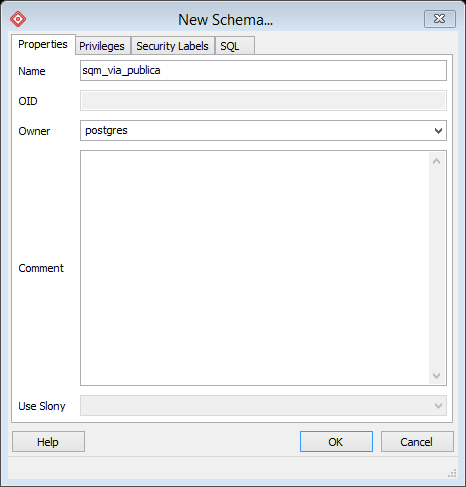 New Schema...
Properties Privileges Security Labels SQL
Name sqm_via_publica
OID
Owner postgres
Comment
Use Slony
Help OK Cancel